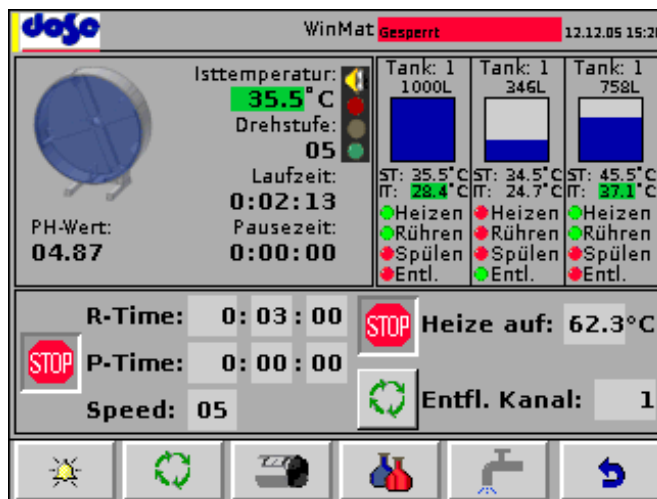 dose
WinMat Gesperrt 12.12.05 15:20
Isttemperatur:
35.5°C
Drehstufe:
05
Laufzeit:
0:02:13
PH-Wert:
04.87
Pausezeit:
0:00:00
Tank: 1
1000L
ST: 35.5°C
IT: 28.4°C
Heizen
Rühren
Spülen
Entl.
Tank: 1
346L
ST: 34.5°C
IT: 24.7°C
Heizen
Rühren
Spülen
Entl.
Tank: 1
758L
ST: 45.5°C
IT: 37.1°C
Heizen
Rühren
Spülen
Entl.
STOP
R-Time: 0: 03 : 00
P-Time: 0: 00 : 00
Speed: 05
STOP Heize auf: 62.3°C
Entfl. Kanal: 1